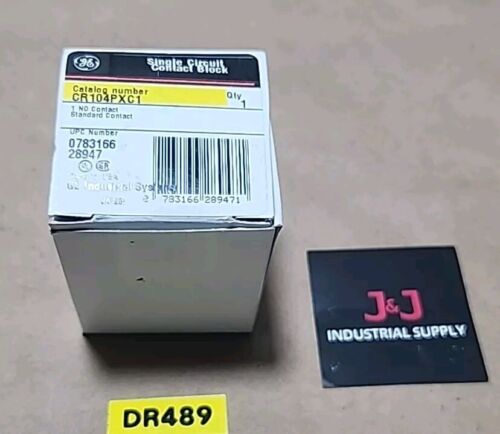 GE
Single Circuit
Contact Block
Catalog number
CR104PXC1
Qty
1
1 NO Contact
Standard Contact
UPC Number
0783166
28947
GE Industrial Systems
783166 289471
J&J
INDUSTRIAL SUPPLY
DR489